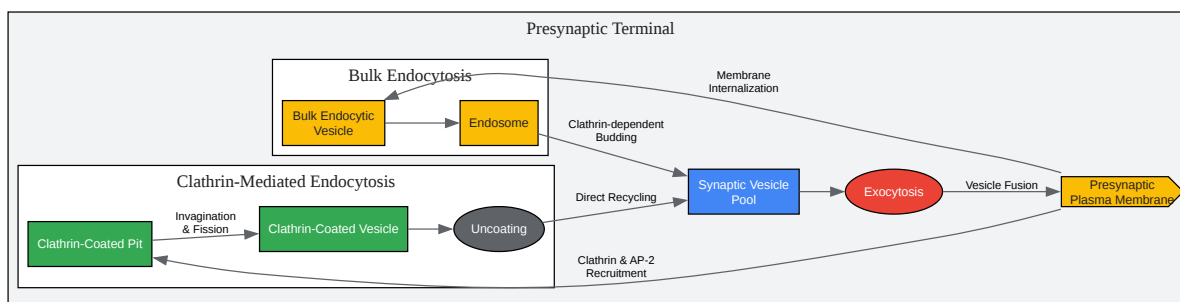 Presynaptic Terminal
Bulk Endocytosis
Membrane
Internalization
Bulk Endocytic
Vesicle
Endosome
Clathrin-dependent
Budding
Clathrin-Mediated Endocytosis
Synaptic Vesicle
Pool
Exocytosis
Vesicle Fusion
Presynaptic
Plasma Membrane
Direct Recycling
Invagination
& Fission
Clathrin-Coated Pit
Clathrin-Coated Vesicle
Uncoating
Clathrin & AP-2
Recruitment